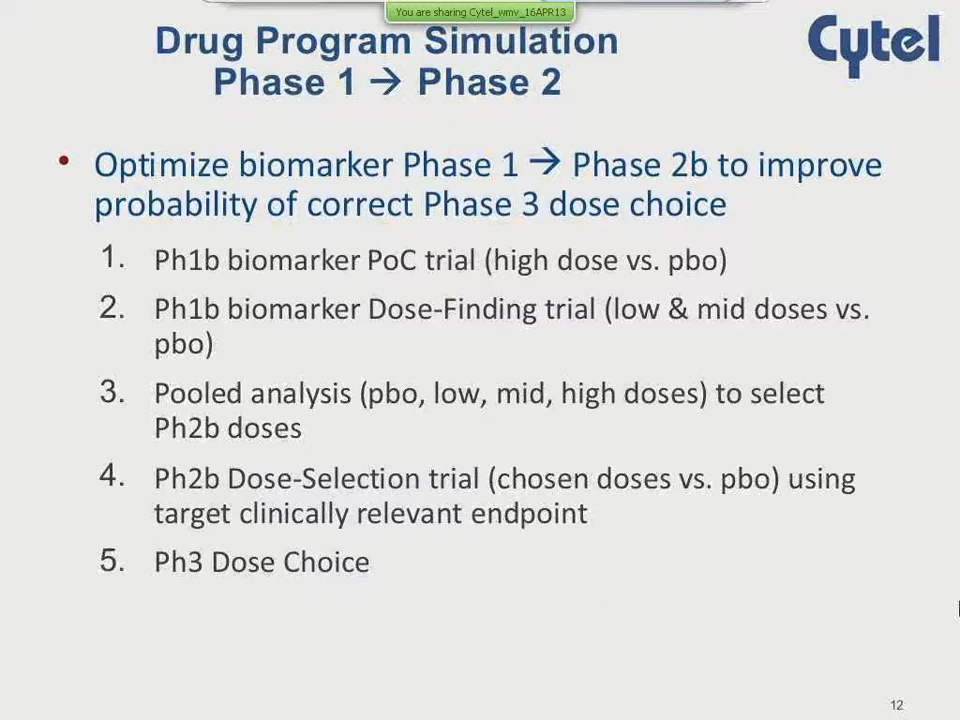 You are sharing Cytel_wmv_16APR13
Drug Program Simulation
Phase 1 → Phase 2
Cytel
• Optimize biomarker Phase 1 → Phase 2b to improve
probability of correct Phase 3 dose choice
1. Ph1b biomarker PoC trial (high dose vs. pbo)
2. Ph1b biomarker Dose-Finding trial (low & mid doses vs.
pbo)
3. Pooled analysis (pbo, low, mid, high doses) to select
Ph2b doses
4. Ph2b Dose-Selection trial (chosen doses vs. pbo) using
target clinically relevant endpoint
5. Ph3 Dose Choice
12